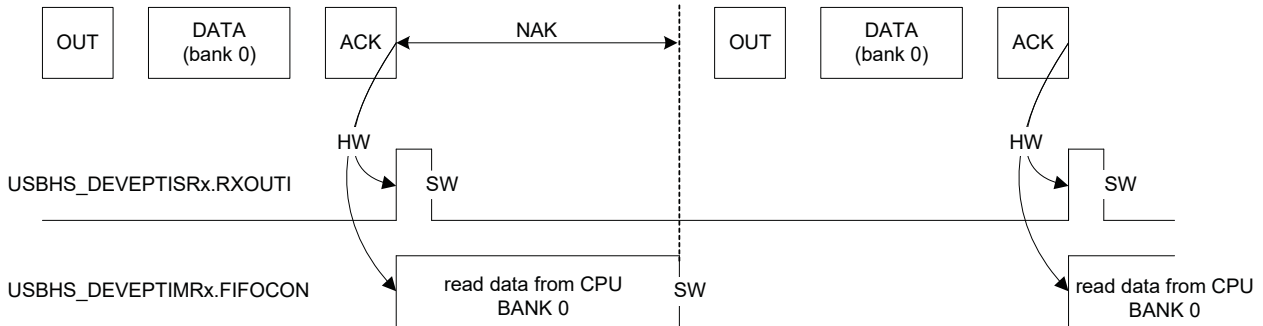 OUT
DATA
(bank 0)
ACK
NAK
OUT
DATA
(bank 0)
ACK
HW
HW
USBHS_DEVEPTISRx.RXOUTI
SW
SW
USBHS_DEVEPTIMRx.FIFOCON
read data from CPU
BANK 0
SW
read data from CPU
BANK 0